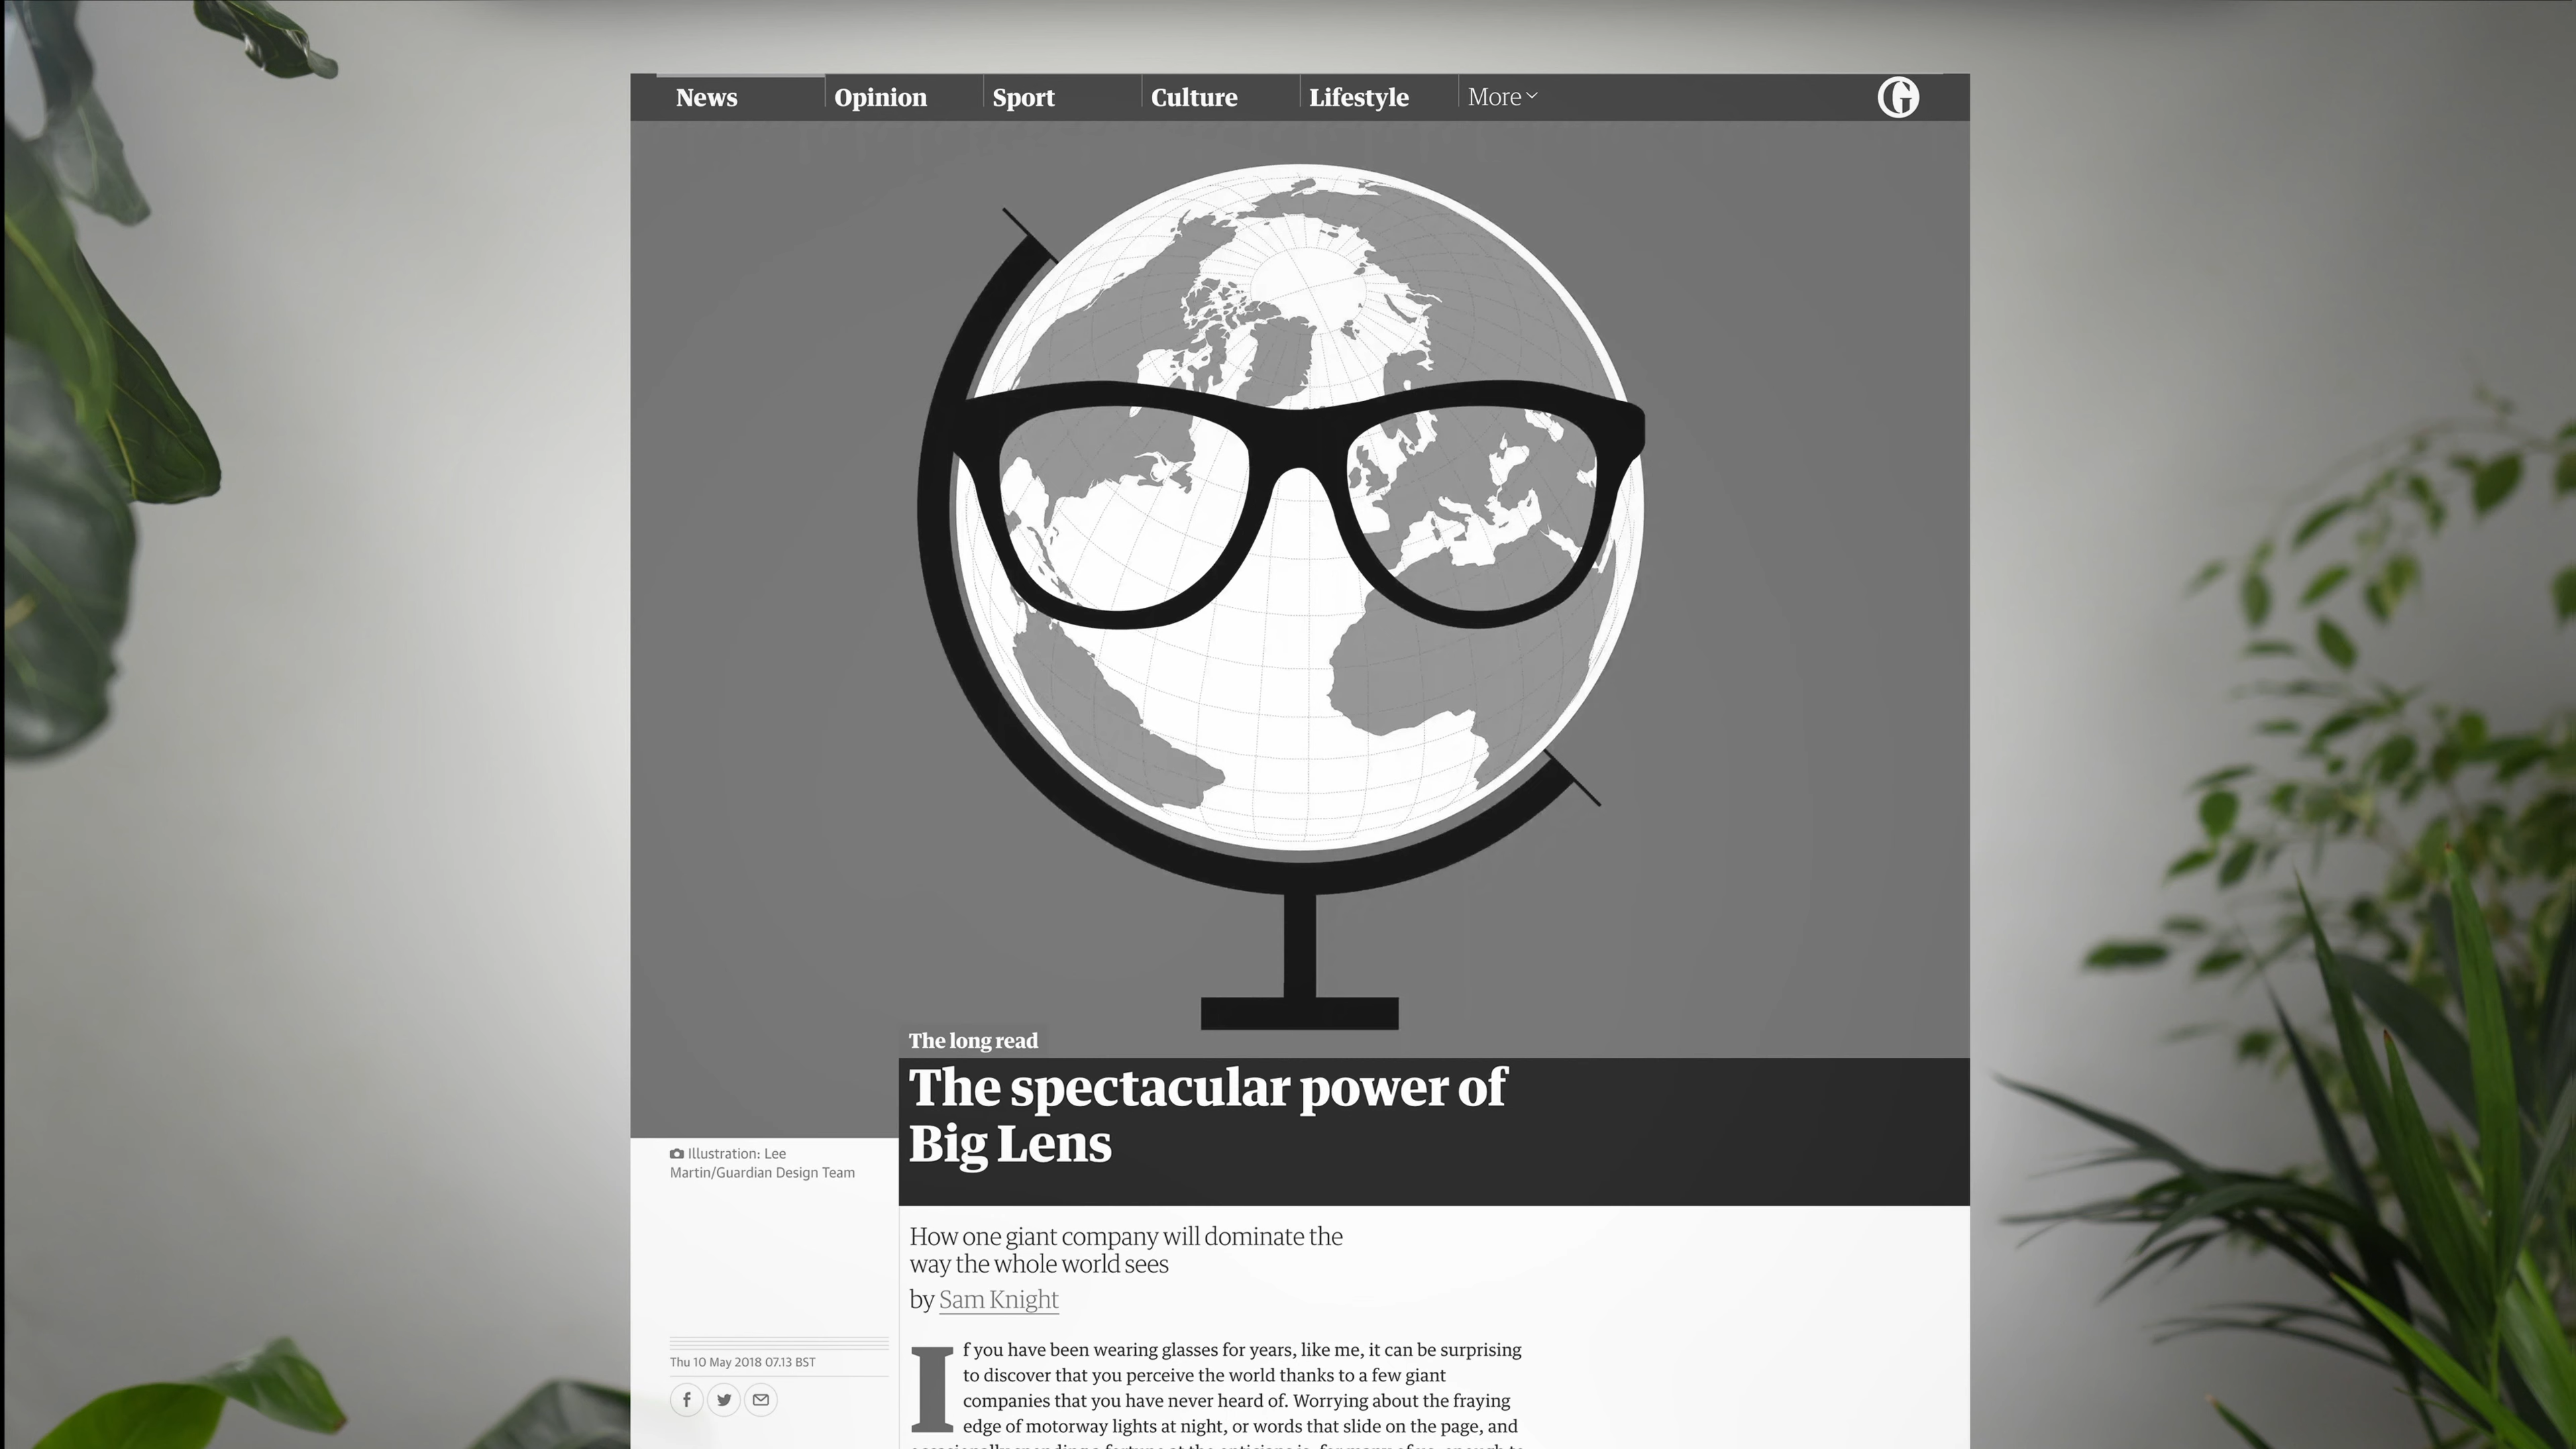 News Opinion Sport Culture Lifestyle More
The long read
The spectacular power of
Big Lens
Illustration: Lee
Martin/Guardian Design Team
How one giant company will dominate the
way the whole world sees
by Sam Knight
Thu 10 May 2018 07.13 BST
If you have been wearing glasses for years, like me, it can be surprising
to discover that you perceive the world thanks to a few giant
companies that you have never heard of. Worrying about the fraying
edge of motorway lights at night, or words that slide on the page, and